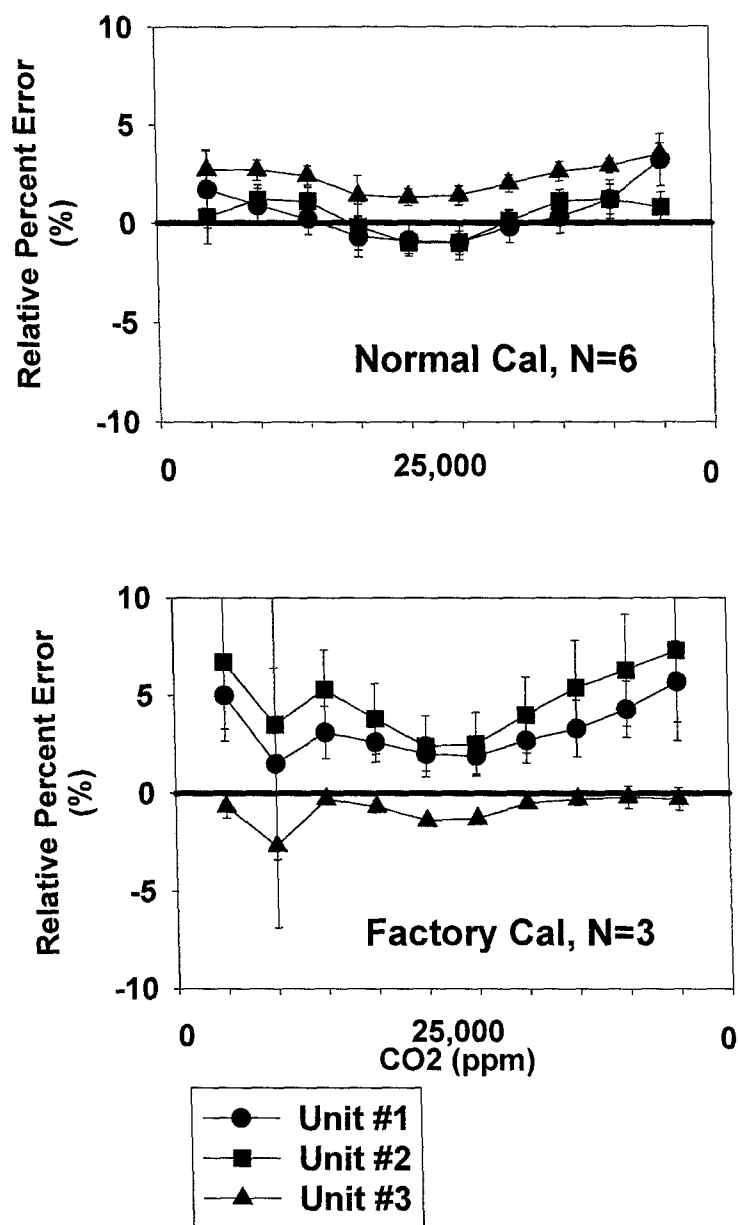 10
5
0
-5
-10
Relative Percent Error
(%)
Normal Cal, N=6
0
25,000
0
10
5
0
-5
-10
Relative Percent Error
(%)
Factory Cal, N=3
0
25,000
0
CO2 (ppm)
Unit #1
Unit #2
Unit #3